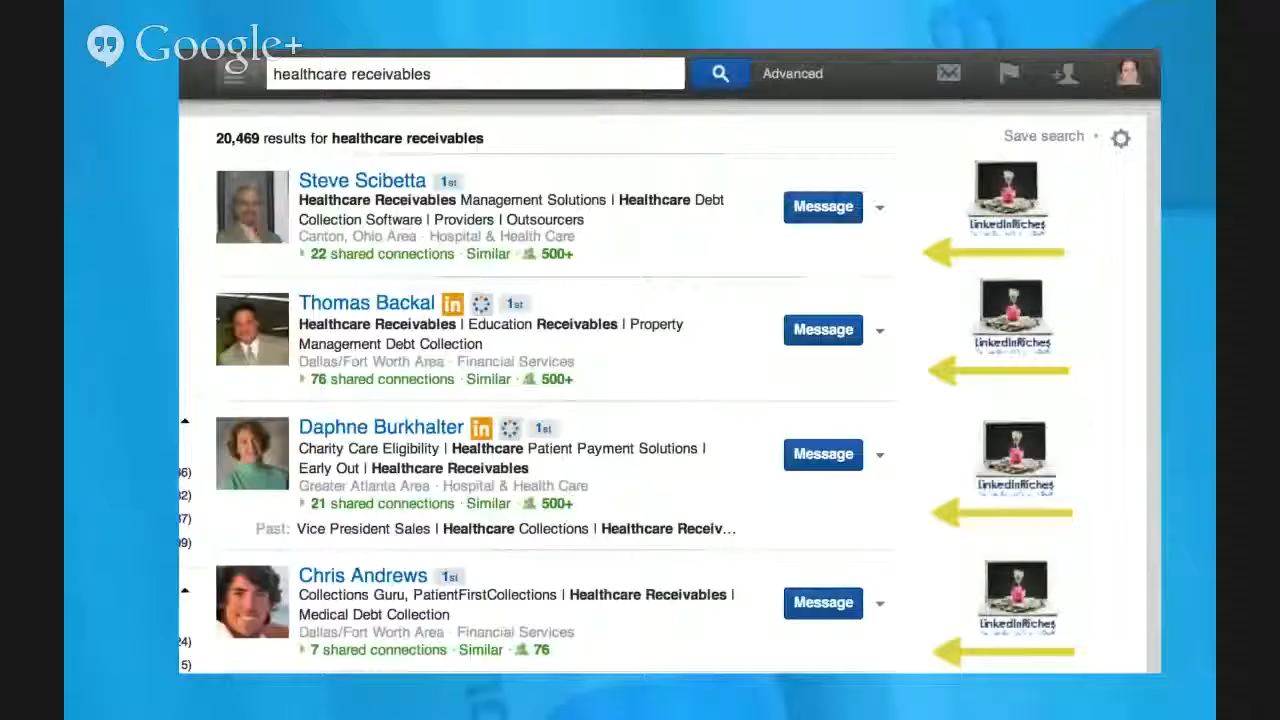 Google+
healthcare receivables
Advanced
20,469 results for healthcare receivables
Save search •
Steve Scibetta 1st
Healthcare Receivables Management Solutions | Healthcare Debt
Collection Software | Providers | Outsourcers
Canton, Ohio Area · Hospital & Health Care
22 shared connections · Similar · 500+
Message
LinkedInRiches
Thomas Backal in 1st
Healthcare Receivables | Education Receivables | Property
Management Debt Collection
Dallas/Fort Worth Area · Financial Services
76 shared connections · Similar · 500+
Message
LinkedInRiches
Daphne Burkhalter in 1st
Charity Care Eligibility | Healthcare Patient Payment Solutions |
Early Out | Healthcare Receivables
Greater Atlanta Area · Hospital & Health Care
21 shared connections · Similar · 500+
Past: Vice President Sales | Healthcare Collections | Healthcare Receiv...
Message
LinkedInRiches
Chris Andrews 1st
Collections Guru, PatientFirstCollections | Healthcare Receivables |
Medical Debt Collection
Dallas/Fort Worth Area · Financial Services
7 shared connections · Similar · 76
Message
LinkedInRiches